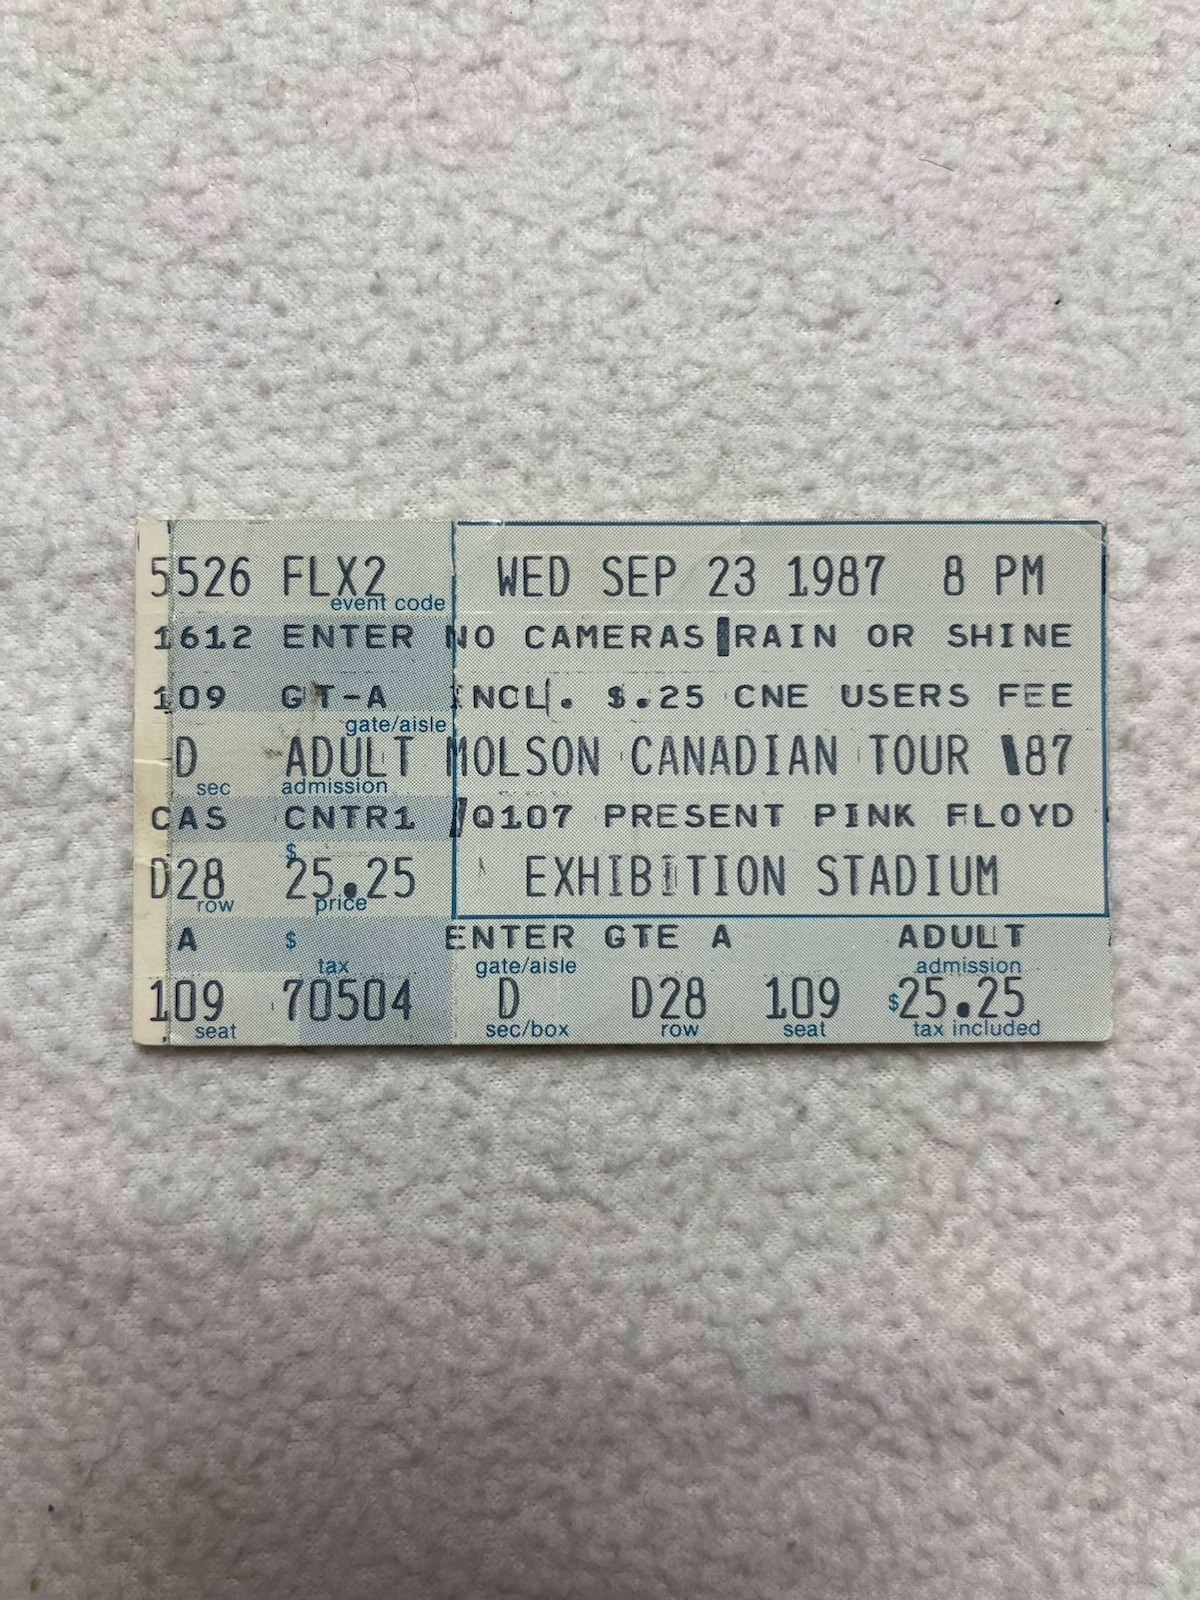 5526 FLX2 WED SEP 23 1987 8 PM
event code
1612 ENTER NO CAMERAS RAIN OR SHINE
109 GT-A INCL. $.25 CNE USERS FEE
gate/aisle
D ADULT MOLSON CANADIAN TOUR '87
sec admission
CAS CNTR1 /Q107 PRESENT PINK FLOYD
$
D28 25.25 EXHIBITION STADIUM
row price
A $ ENTER GTE A ADULT
tax gate/aisle admission
109 70504 D D28 109 $25.25
seat sec/box row seat tax included